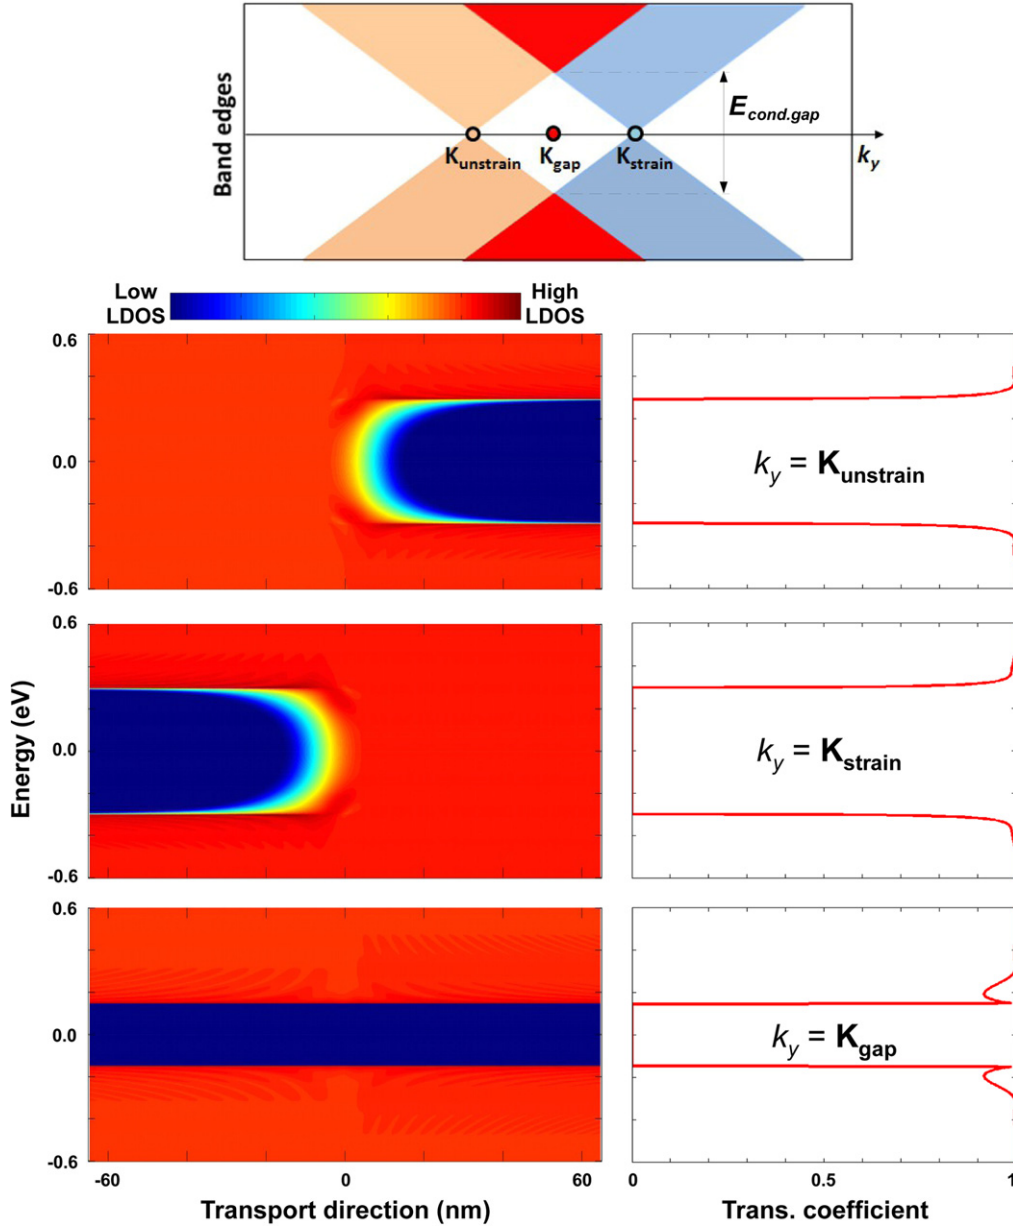 Band edges
E_cond.gap
K_unstrain
K_gap
K_strain
k_y
Low
LDOS
High
LDOS
0.6
0.0
-0.6
k_y = K_unstrain
0.6
0.0
-0.6
Energy (eV)
k_y = K_strain
0.6
0.0
-0.6
k_y = K_gap
-60
0
60
0
0.5
1
Transport direction (nm)
Trans. coefficient